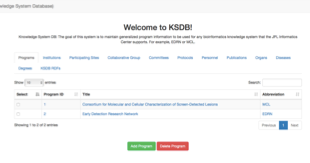 wledge System Database)
Welcome to KSDB!
Knowledge System DB: The goal of this system is to maintain generalized program information to be used for any bioinformatics knowledge system that the JPL Informatics
Center supports. For example, EDRN or MCL.
Programs Institutions Participating Sites Collaborative Group Committees Protocols Personnel Publications Organs Diseases
Degrees KSDB RDFs
Show 10 entries Search:
Select Program ID Title Abbreviation
1 Consortium for Molecular and Cellular Characterization of Screen-Detected Lesions MCL
2 Early Detection Research Network EDRN
Showing 1 to 2 of 2 entries Previous 1 Next
Add Program Delete Program